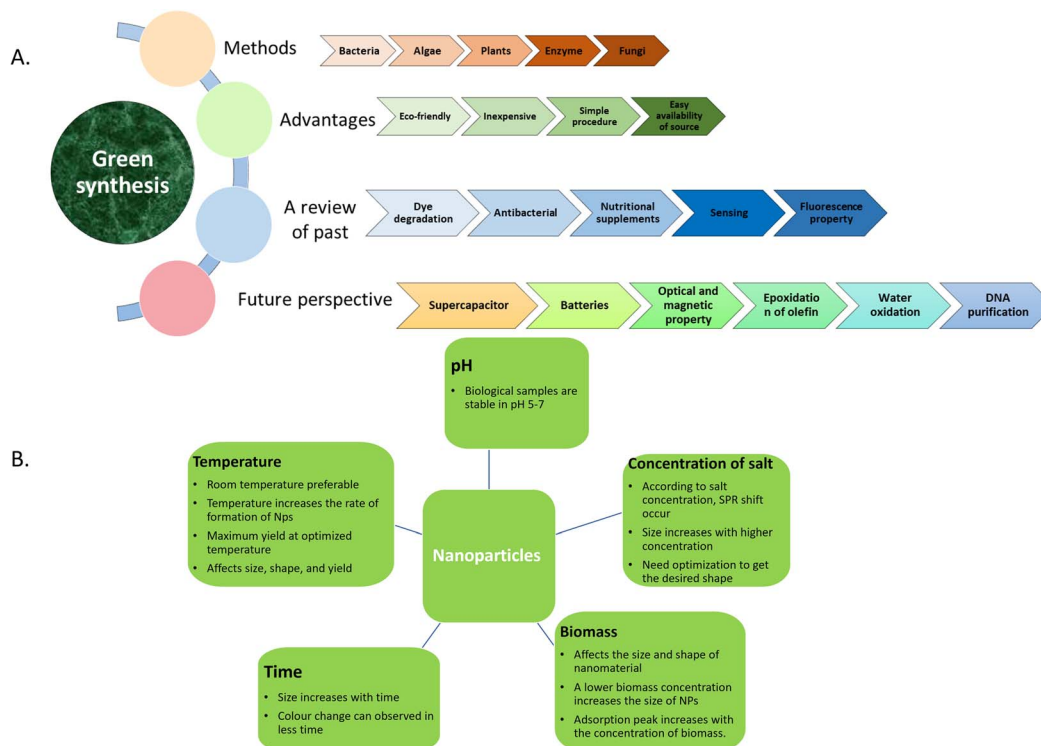 A.
Green
synthesis
Methods
Bacteria
Algae
Plants
Enzyme
Fungi
Advantages
Eco-friendly
Inexpensive
Simple
procedure
Easy
availability
of source
A review
of past
Dye
degradation
Antibacterial
Nutritional
supplements
Sensing
Fluorescence
property
Future perspective
Supercapacitor
Batteries
Optical and
magnetic
property
Epoxidatio
n of olefin
Water
oxidation
DNA
purification
B.
pH
• Biological samples are
stable in pH 5-7
Temperature
• Room temperature preferable
• Temperature increases the rate of
formation of Nps
• Maximum yield at optimized
temperature
• Affects size, shape, and yield
Nanoparticles
Concentration of salt
• According to salt
concentration, SPR shift
occur
• Size increases with higher
concentration
• Need optimization to get
the desired shape
Time
• Size increases with time
• Colour change can observed in
less time
Biomass
• Affects the size and shape of
nanomaterial
• A lower biomass concentration
increases the size of NPs
• Adsorption peak increases with
the concentration of biomass.